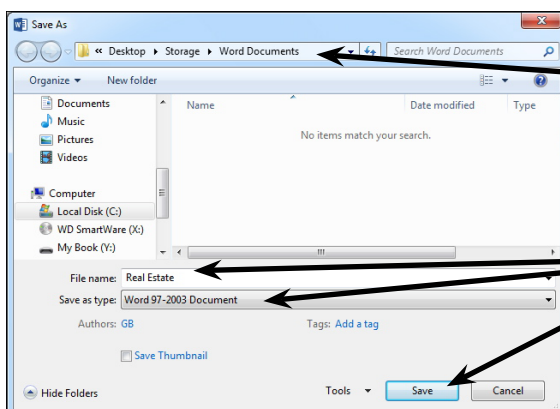 Save As
« Desktop ▸ Storage ▸ Word Documents
Search Word Documents
Organize ▾ New folder
Name Date modified Type
No items match your search.
Documents
Music
Pictures
Videos
Computer
Local Disk (C:)
WD SmartWare (X:)
My Book (Y:)
File name: Real Estate
Save as type: Word 97-2003 Document
Authors: GB Tags: Add a tag
Save Thumbnail
Hide Folders Tools ▾ Save Cancel